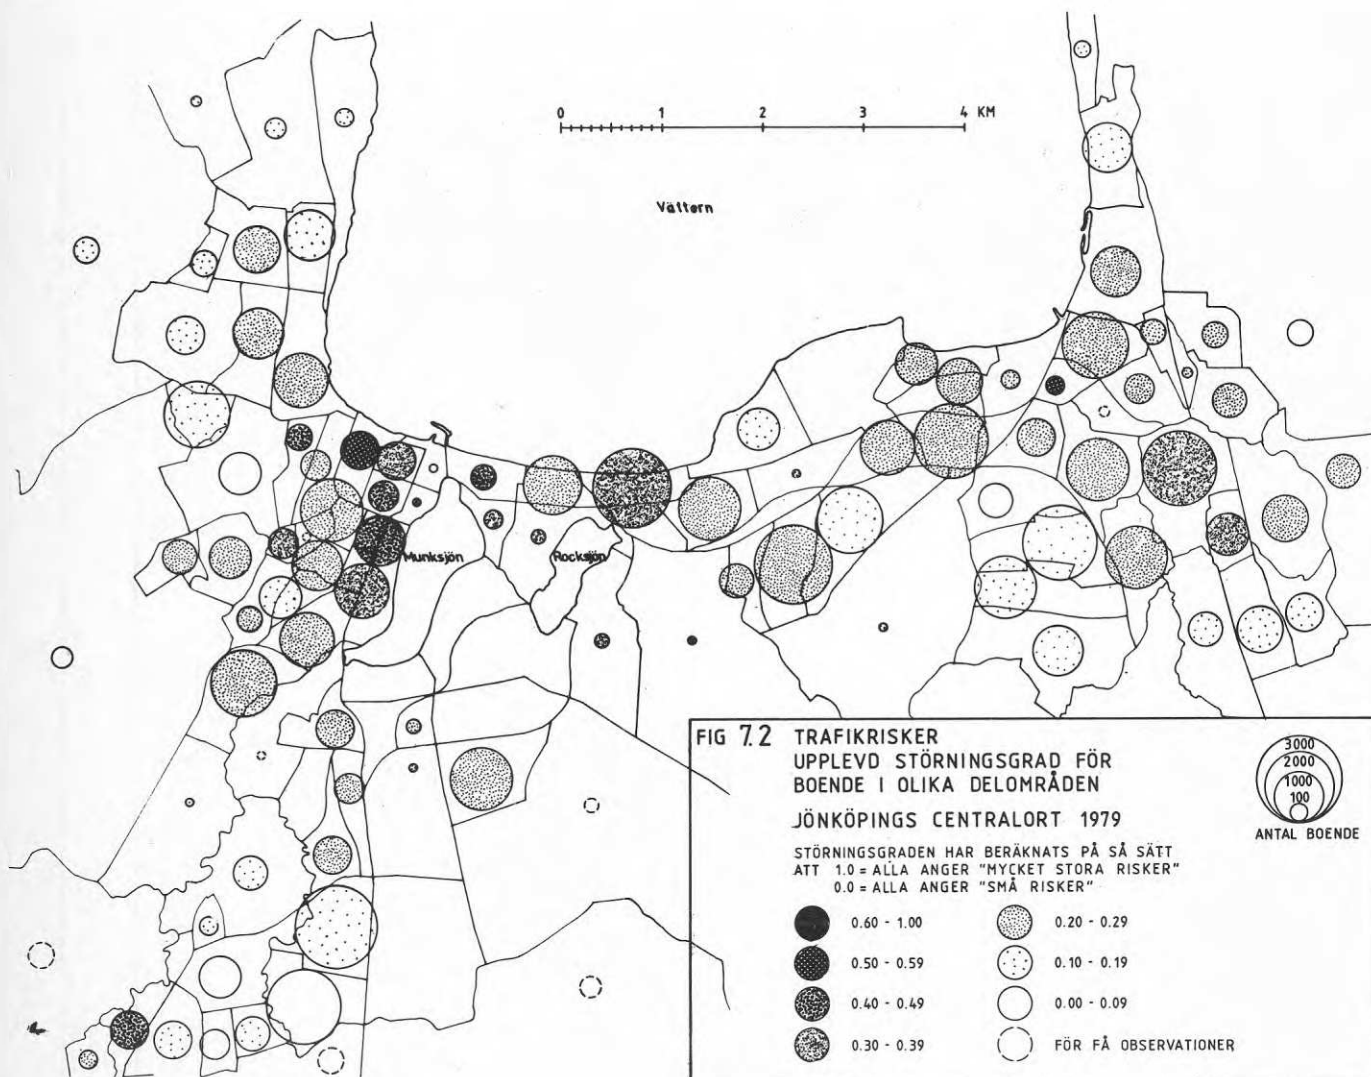 0 1 2 3 4 KM
Vättern
Munksjön
Rocksjön
FIG 7.2 TRAFIKRISKER
UPPLEVD STÖRNINGSGRAD FÖR
BOENDE I OLIKA DELOMRÅDEN
JÖNKÖPINGS CENTRALORT 1979
STÖRNINGSGRADEN HAR BERÄKNATS PÅ SÅ SÄTT
ATT 1.0 = ALLA ANGER "MYCKET STORA RISKER"
0.0 = ALLA ANGER "SMÅ RISKER"
3000
2000
1000
100
ANTAL BOENDE
0.60 - 1.00
0.50 - 0.59
0.40 - 0.49
0.30 - 0.39
0.20 - 0.29
0.10 - 0.19
0.00 - 0.09
FÖR FÅ OBSERVATIONER